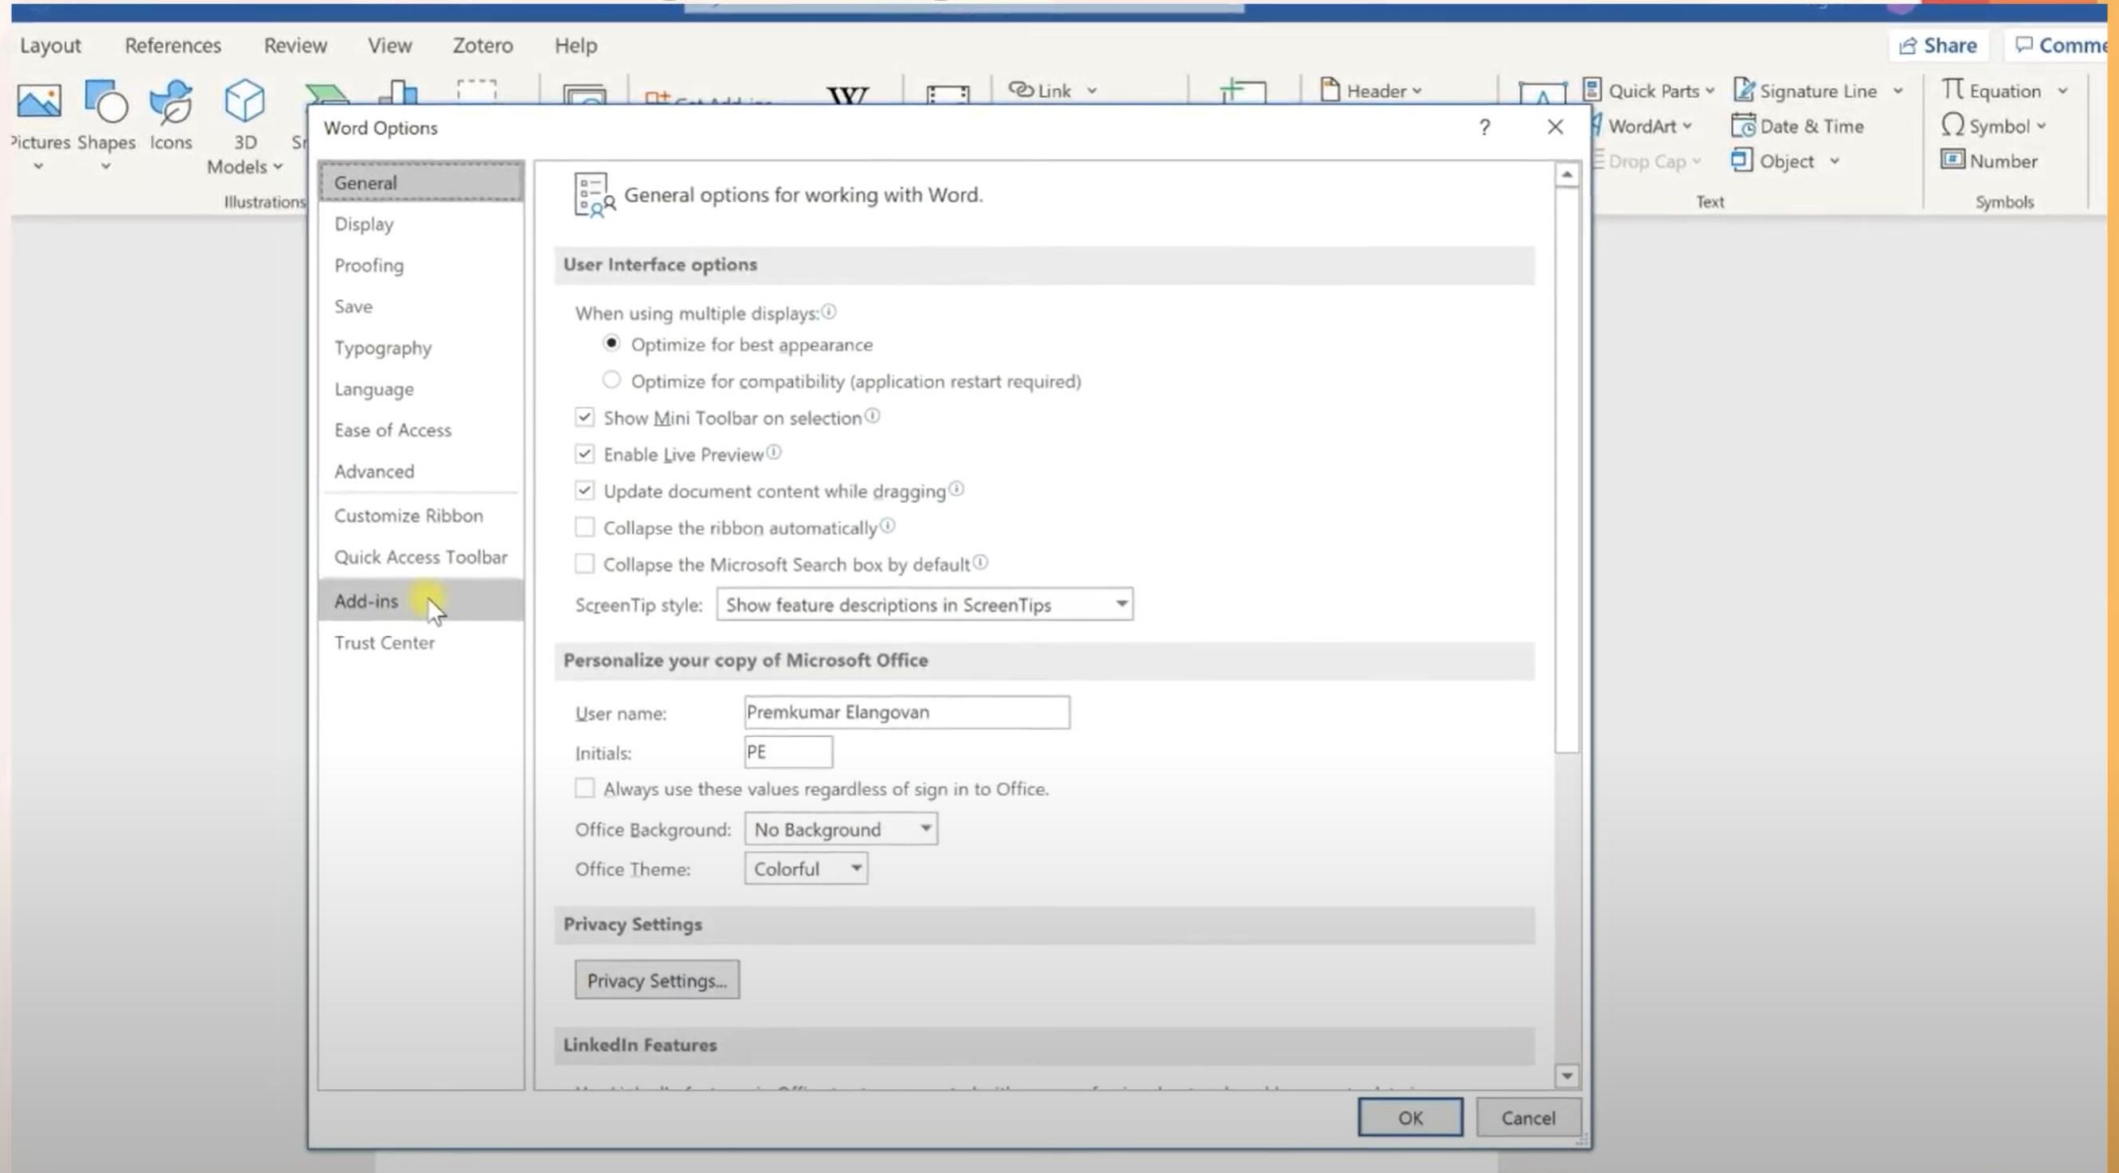 Layout References Review View Zotero Help Share
Link Header Quick Parts Signature Line Equation
WordArt Date & Time Symbol
Pictures Shapes Icons 3D Models Drop Cap Object Number
Illustrations Text Symbols
Word Options
General
Display
Proofing
Save
Typography
Language
Ease of Access
Advanced
Customize Ribbon
Quick Access Toolbar
Add-ins
Trust Center
General options for working with Word.
User Interface options
When using multiple displays:
Optimize for best appearance
Optimize for compatibility (application restart required)
Show Mini Toolbar on selection
Enable Live Preview
Update document content while dragging
Collapse the ribbon automatically
Collapse the Microsoft Search box by default
ScreenTip style: Show feature descriptions in ScreenTips
Personalize your copy of Microsoft Office
User name: Premkumar Elangovan
Initials: PE
Always use these values regardless of sign in to Office.
Office Background: No Background
Office Theme: Colorful
Privacy Settings
Privacy Settings...
LinkedIn Features
OK Cancel